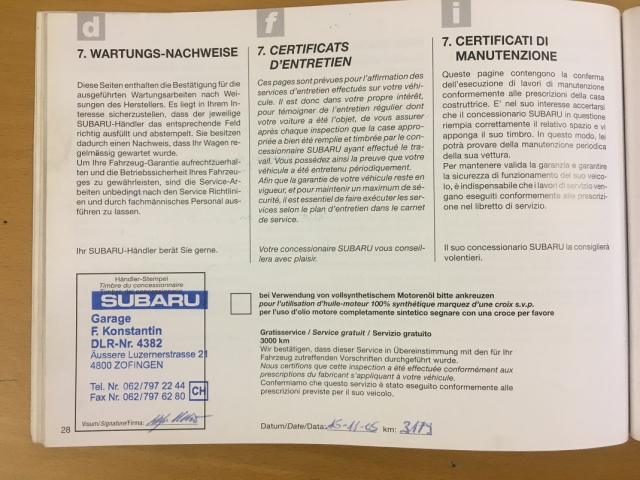 d
7. WARTUNGS-NACHWEISE
Diese Seiten enthalten die Bestätigung für die
ausgeführten Wartungsarbeiten nach Wei-
sungen des Herstellers. Es liegt in Ihrem In-
teresse sicherzustellen, dass der jeweilige
SUBARU-Händler das entsprechende Feld
richtig ausfüllt und abstempelt. Sie besitzen
dadurch einen Nachweis, dass Ihr Wagen re-
gelmässig gewartet wurde.
Um Ihre Fahrzeug-Garantie aufrechtzuerhal-
ten und die Betriebssicherheit Ihres Fahrzeu-
ges zu gewährleisten, sind die Service-Ar-
beiten unbedingt nach den Service Richtlini-
en und durch fachmännisches Personal aus-
führen zu lassen.
Ihr SUBARU-Händler berät Sie gerne.
f
7. CERTIFICATS
D'ENTRETIEN
Ces pages sont prévues pour l'affirmation des
services d'entretien effectués sur votre véhi-
cule. Il est donc dans votre propre intérêt,
pour témoigner de l'entretien régulier dont
votre voiture a été l'objet, de vous assurer
après chaque inspection que la case appro-
priée a bien été remplie et timbrée par le con-
cessionnaire SUBARU ayant effectué le tra-
vail. Vous possédez ainsi la preuve que votre
véhicule a été entretenu périodiquement.
Afin que la garantie de votre véhicule reste en
vigueur, et pour maintenir un maximum de sé-
curité, il est essentiel de faire exécuter les ser-
vices selon le plan d'entretien dans le carnet
de service.
Votre concessionaire SUBARU vous conseil-
lera avec plaisir.
i
7. CERTIFICATI DI
MANUTENZIONE
Queste pagine contengono la conferma
dell'esecuzione di lavori di manutenzione
conformemente alle prescrizioni della casa
costruttrice. E' nel suo interesse accertarsi
che il concessionario SUBARU in questione
riempia correttamente il relativo spazio e vi
apponga il suo timbro. In questo modo, lei
potrà provare della manutenzione periodica
della sua vettura.
Per mantenere valida la garanzia e garantire
la sicurezza di funzionamento del suo veico-
lo, è indispensabile che i lavori di servizio ven-
gano eseguiti conformemente alle prescrizio-
ne nel libretto di servizio.
Il suo concessionario SUBARU la consiglierà
volentieri.
Händler-Stempel
Timbre du concessionnaire
Timbro del concessionario
SUBARU
Garage
F. Konstantin
DLR-Nr. 4382
Äussere Luzernerstrasse 21
4800 ZOFINGEN
Tel. Nr. 062/797 22 44
Fax Nr. 062/797 62 80
CH
Visum/Signature/Firma:
bei Verwendung von vollsynthetischem Motorenöl bitte ankreuzen
pour l'utilisation d'huile-moteur 100% synthétique marquez d'une croix s.v.p.
per l'uso d'olio motore completamente sintetico segnare con una croce per favore
Gratisservice / Service gratuit / Servizio gratuito
3000 km
Wir bestätigen, dass dieser Service in Übereinstimmung mit den für Ihr
Fahrzeug zutreffenden Vorschriften durchgeführt wurde.
Nous certifions que cette inspection a été effectuée conformément aux
prescriptions du fabricant s'appliquant à votre véhicule.
Confermiamo che questo servizio è stato eseguito conformemente alle
prescrizioni previste per il suo veicolo.
Datum/Date/Data: 15-11-05 km: 3179
28